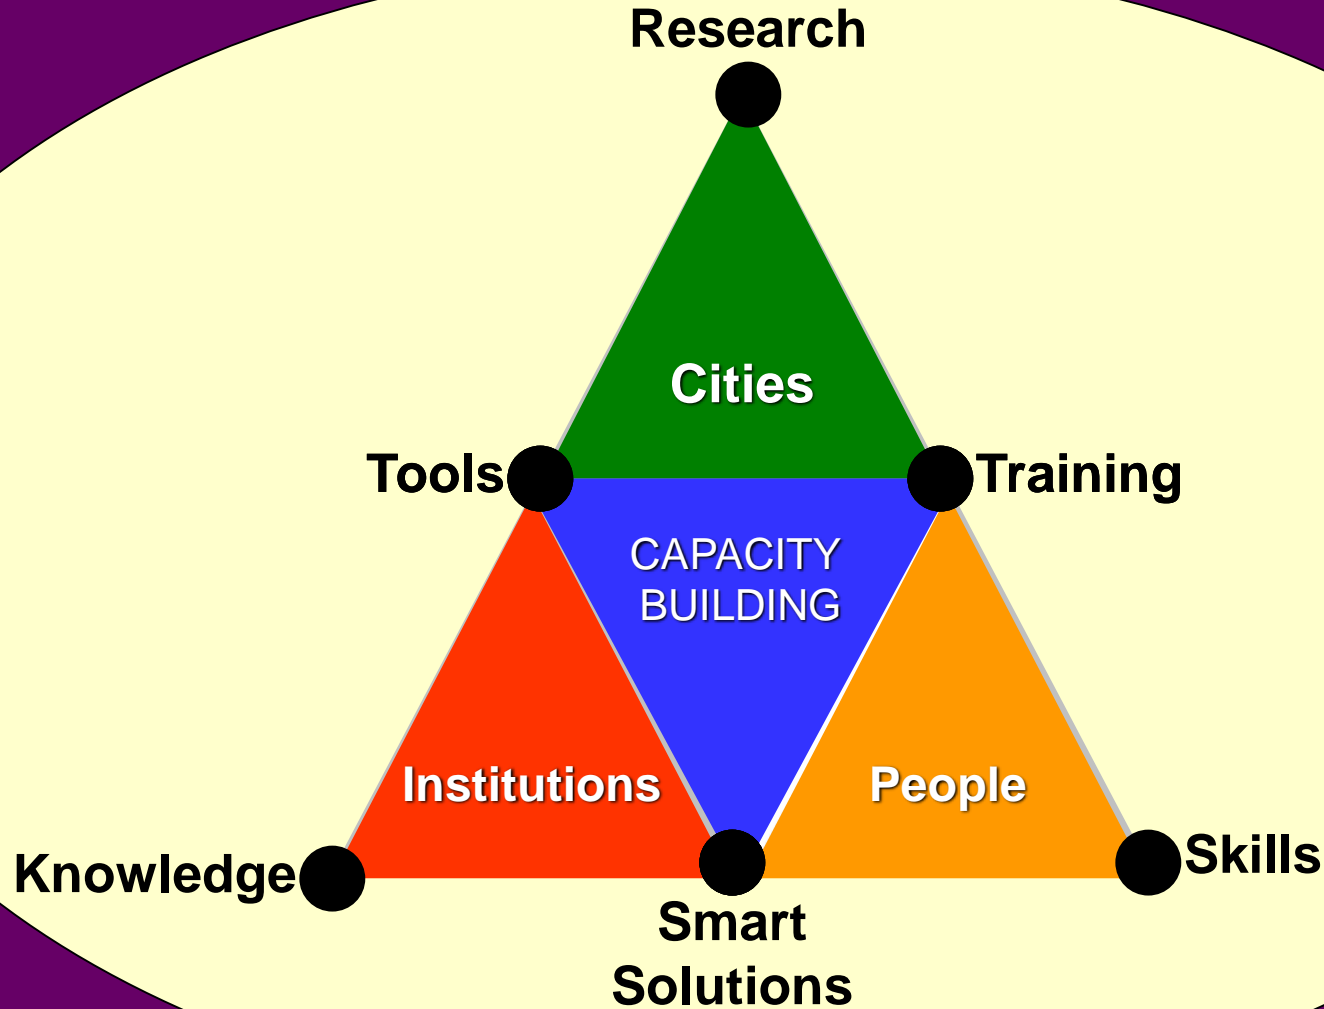 Research
Cities
Tools
Training
CAPACITY
BUILDING
Institutions
People
Knowledge
Skills
Smart
Solutions